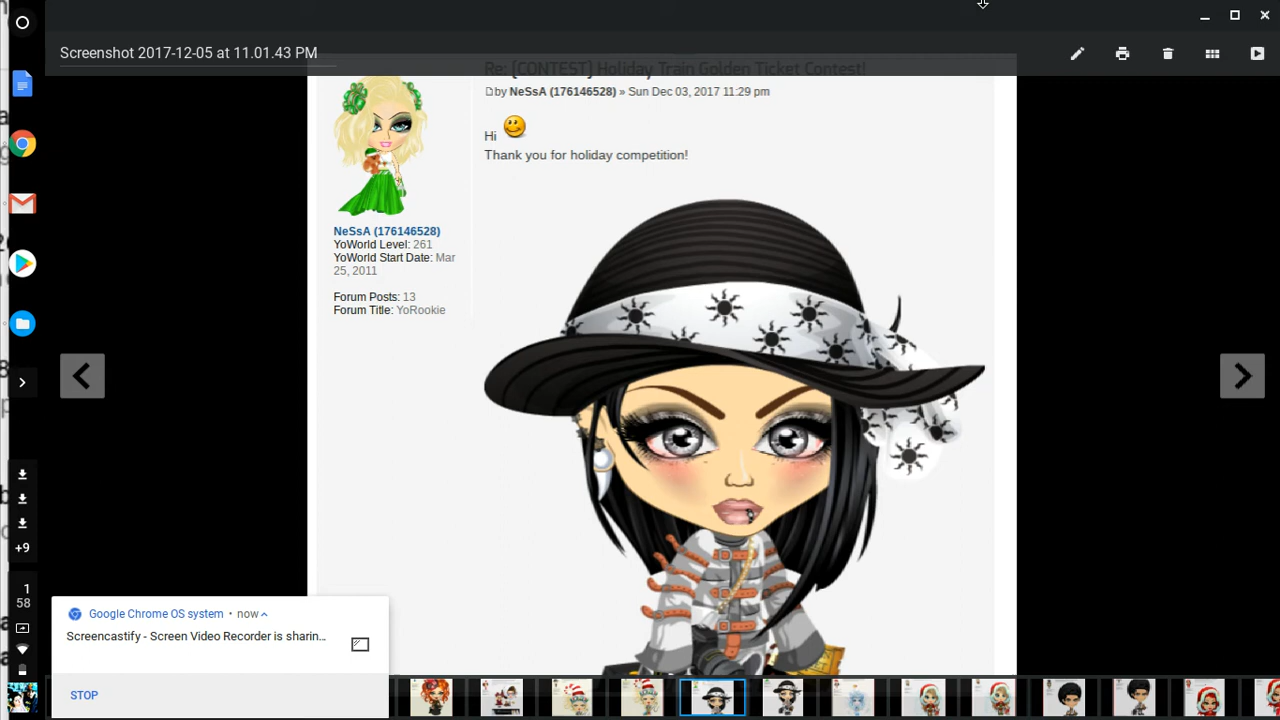 Screenshot 2017-12-05 at 11.01.43 PM
Re: [CONTEST] Holiday Train Golden Ticket Contest!
by NeSsA (176146528) » Sun Dec 03, 2017 11:29 pm
Hi
Thank you for holiday competition!
NeSsA (176146528)
YoWorld Level: 261
YoWorld Start Date: Mar
25, 2011
Forum Posts: 13
Forum Title: YoRookie
+9
1
58
Google Chrome OS system • now
Screencastify - Screen Video Recorder is sharin...
STOP